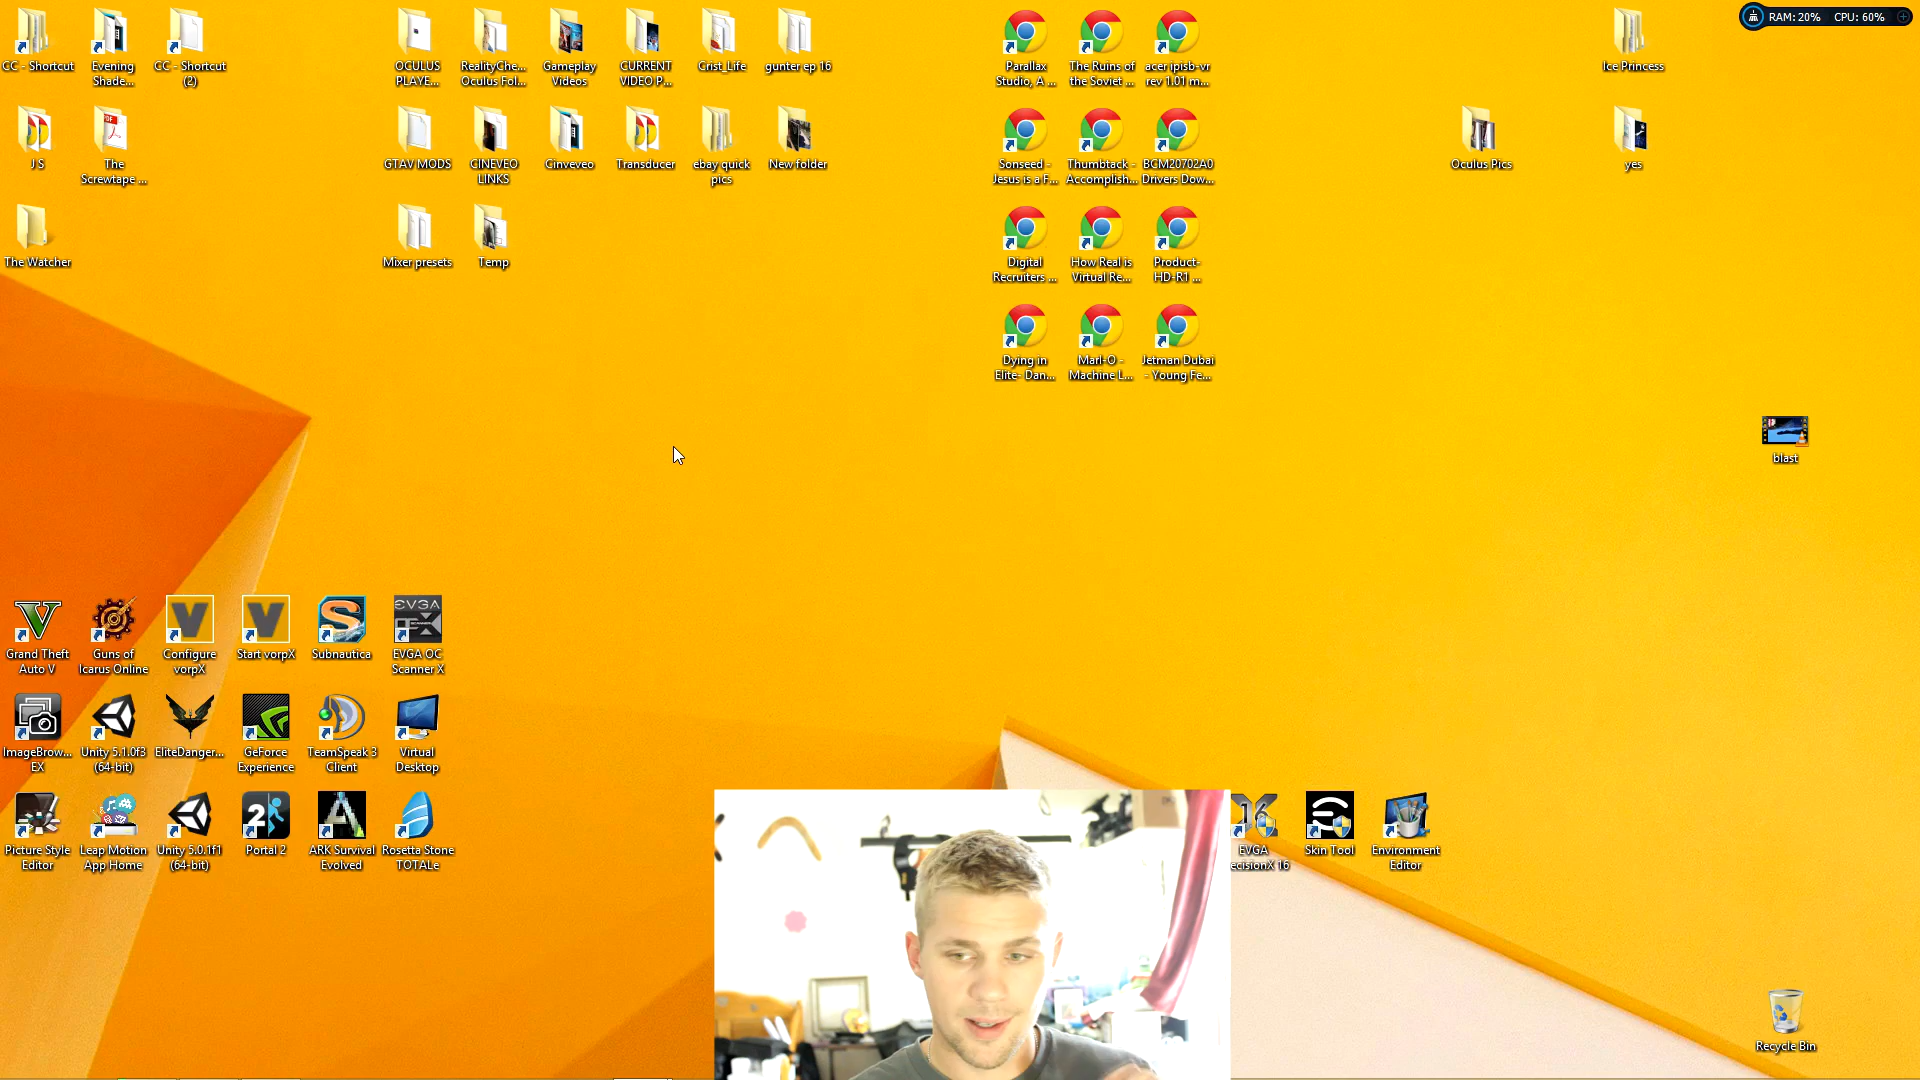 RAM: 20% CPU: 60%
CC - Shortcut
Evening
Shade...
CC - Shortcut
(2)
OCULUS
PLAYE...
RealityChe...
Oculus Fol...
Gameplay
Videos
CURRENT
VIDEO P...
Crist_Life
gunter ep 16
Parallax
Studio, A ...
The Ruins of
the Soviet ...
acer ipisb-vr
rev 1.01 m...
Ice Princess
J S
PDF
The
Screwtape ...
GTAV MODS
CINEVEO
LINKS
Cinveveo
Transducer
ebay quick
pics
New folder
Sonseed -
Jesus is a F...
Thumbtack -
Accomplish...
BCM20702A0
Drivers Dow...
Oculus Pics
yes
The Watcher
Mixer presets
Temp
Digital
Recruiters ...
How Real is
Virtual Re...
Product-
HD-R1 ...
Dying in
Elite- Dan...
MarI-O -
Machine L...
Jetman Dubai
- Young Fe...
blast
Grand Theft
Auto V
Guns of
Icarus Online
Configure
vorpX
Start vorpX
Subnautica
EVGA
EVGA OC
Scanner X
ImageBrow...
EX
Unity 5.1.0f3
(64-bit)
EliteDanger...
GeForce
Experience
TeamSpeak 3
Client
Virtual
Desktop
Picture Style
Editor
Leap Motion
App Home
Unity 5.0.1f1
(64-bit)
2
Portal 2
ARK Survival
Evolved
Rosetta Stone
TOTALe
EVGA
ecisionX 16
Skin Tool
Environment
Editor
Recycle Bin